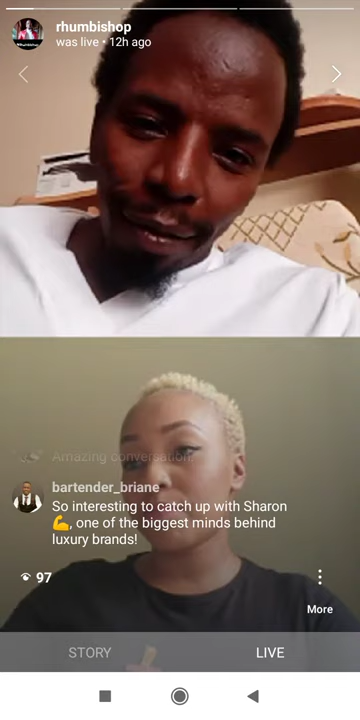 rhumbishop
was live • 12h ago
Amazing conversation
bartender_briane
So interesting to catch up with Sharon
💪, one of the biggest minds behind
luxury brands!
97
More
STORY
LIVE